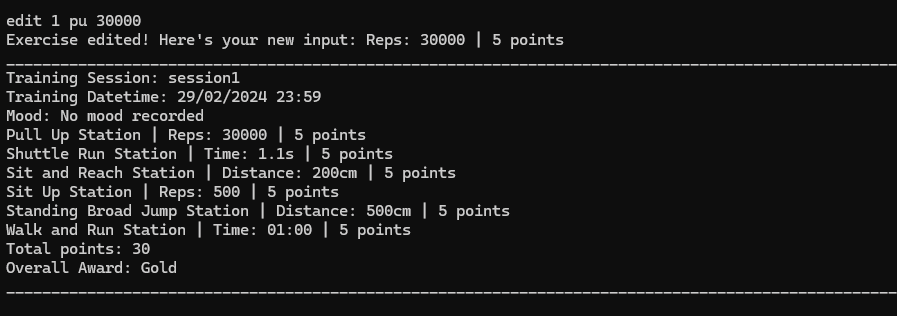 edit 1 pu 30000
Exercise edited! Here's your new input: Reps: 30000 | 5 points
Training Session: session1
Training Datetime: 29/02/2024 23:59
Mood: No mood recorded
Pull Up Station | Reps: 30000 | 5 points
Shuttle Run Station | Time: 1.1s | 5 points
Sit and Reach Station | Distance: 200cm | 5 points
Sit Up Station | Reps: 500 | 5 points
Standing Broad Jump Station | Distance: 500cm | 5 points
Walk and Run Station | Time: 01:00 | 5 points
Total points: 30
Overall Award: Gold